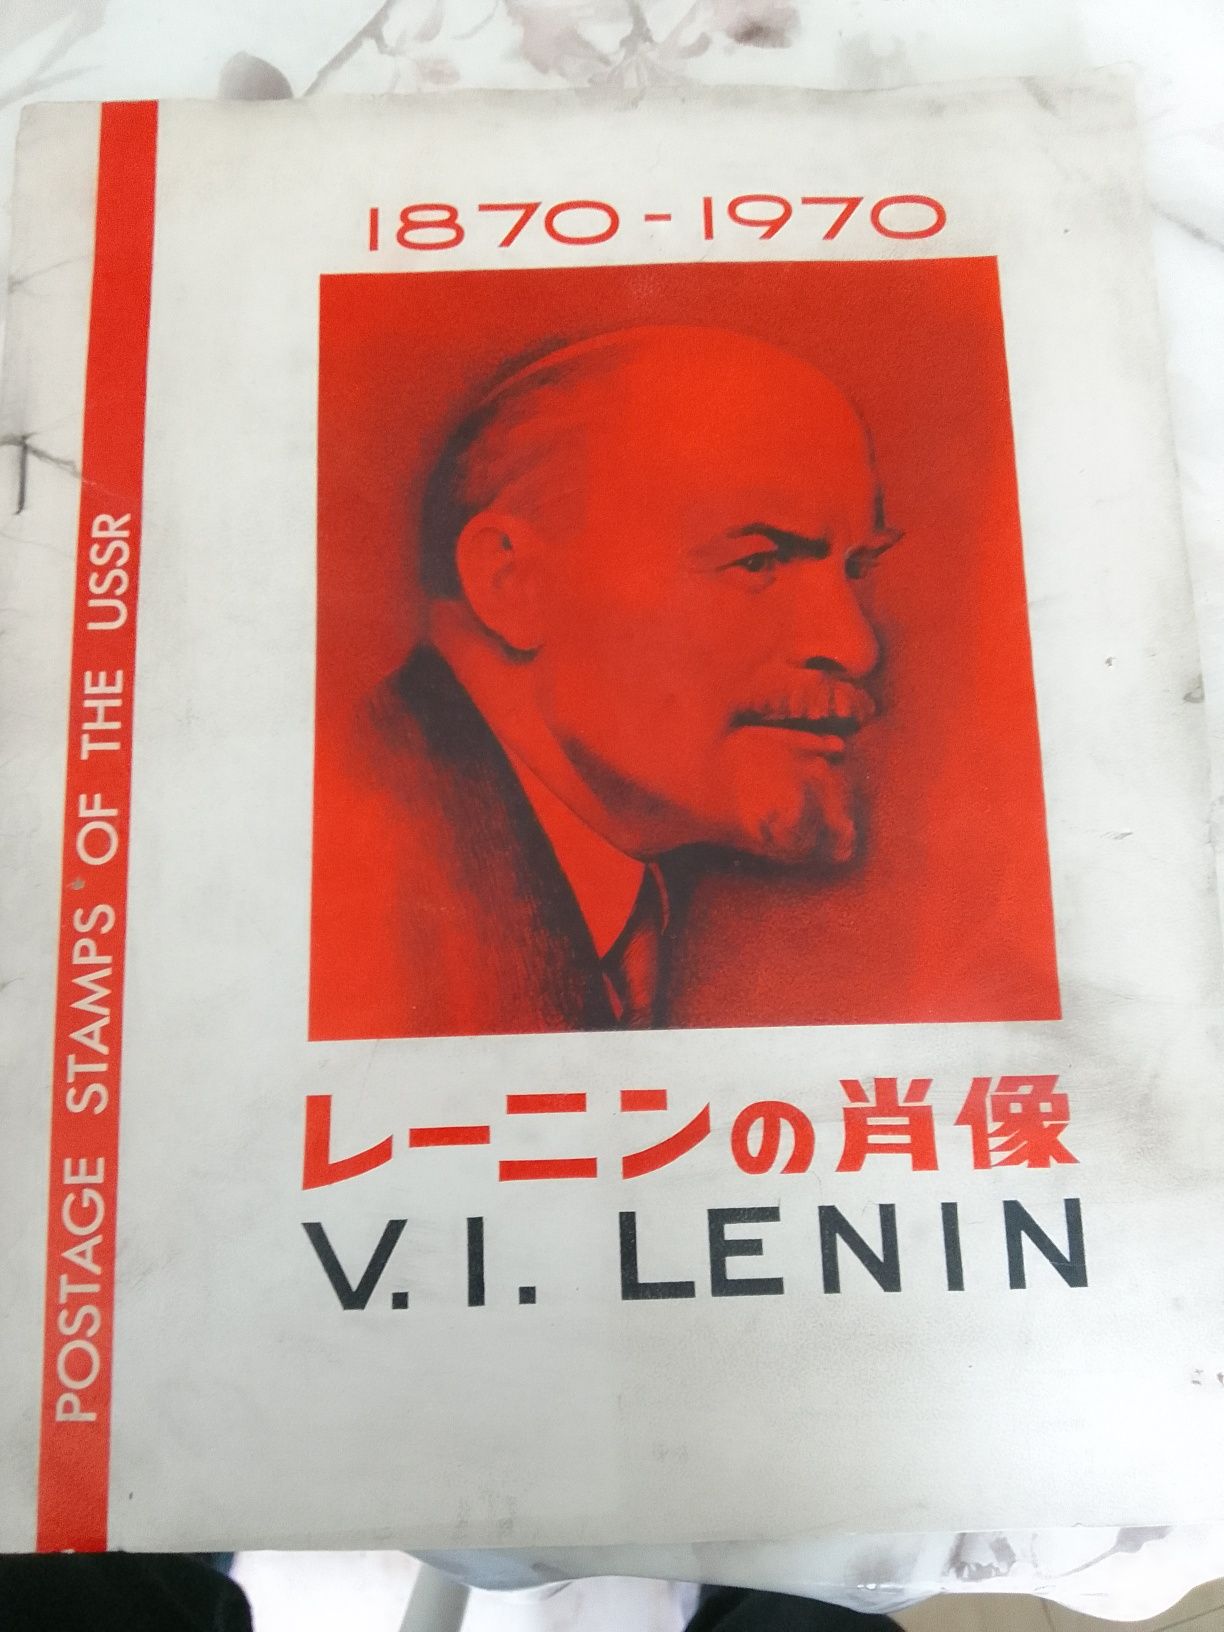 1870-1970
レーニンの肖像
V. I. LENIN
POSTAGE STAMPS OF THE USSR